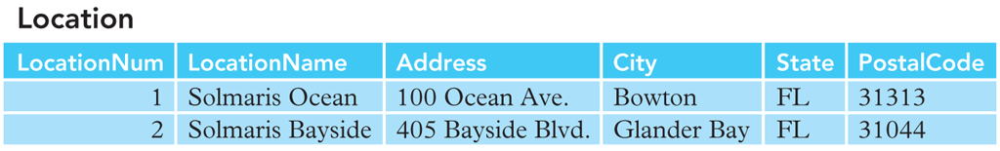 Location
LocationNum LocationName Address City State PostalCode
1 Solmaris Ocean 100 Ocean Ave. Bowton FL 31313
2 Solmaris Bayside 405 Bayside Blvd. Glander Bay FL 31044